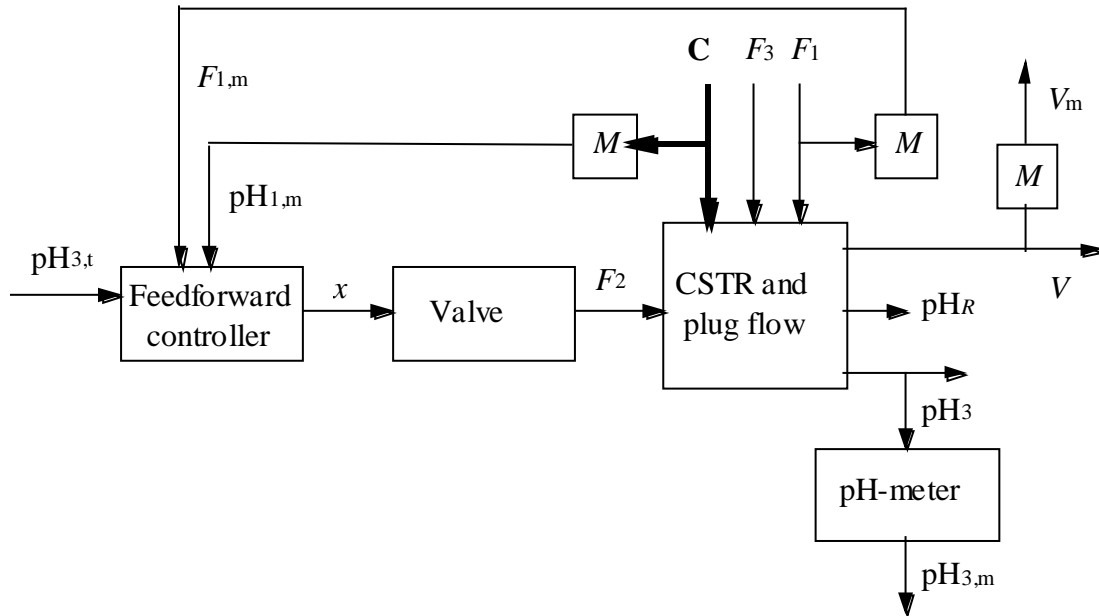 C F3 F1
F1,m
Vm
M
M
M
pH1,m
pH3,t
Feedforward
controller
x
Valve
F2
CSTR and
plug flow
V
pHR
pH3
pH-meter
pH3,m